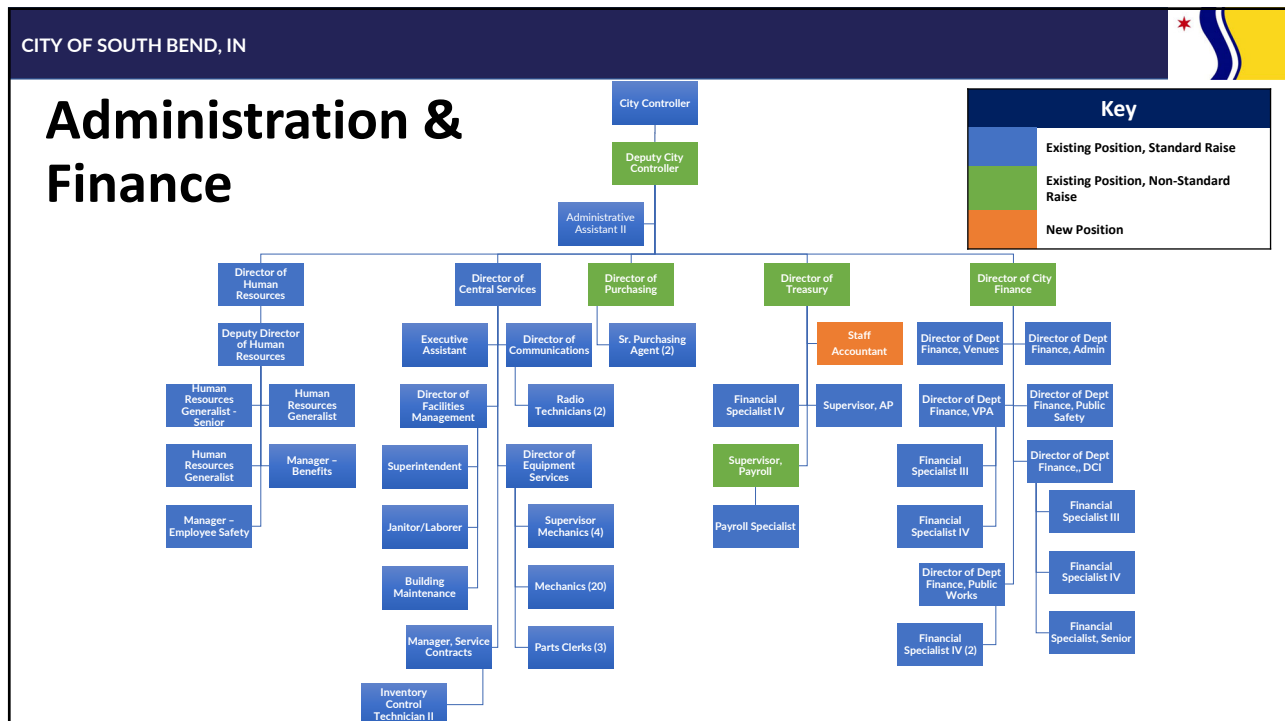 CITY OF SOUTH BEND, IN
Administration &
Finance
City Controller
Deputy City
Controller
Administrative
Assistant II
Key
Existing Position, Standard Raise
Existing Position, Non-Standard
Raise
New Position
Director of
Human
Resources
Deputy Director
of Human
Resources
Human
Resources
Generalist -
Senior
Human
Resources
Generalist
Human
Resources
Generalist
Manager –
Benefits
Manager –
Employee Safety
Director of
Central Services
Executive
Assistant
Director of
Communications
Director of
Facilities
Management
Radio
Technicians (2)
Superintendent
Director of
Equipment
Services
Janitor/Laborer
Supervisor
Mechanics (4)
Building
Maintenance
Mechanics (20)
Manager, Service
Contracts
Parts Clerks (3)
Inventory
Control
Technician II
Director of
Purchasing
Sr. Purchasing
Agent (2)
Director of
Treasury
Staff
Accountant
Financial
Specialist IV
Supervisor, AP
Supervisor,
Payroll
Payroll Specialist
Director of City
Finance
Director of Dept
Finance, Venues
Director of Dept
Finance, Admin
Director of Dept
Finance, VPA
Director of Dept
Finance, Public
Safety
Financial
Specialist III
Director of Dept
Finance,, DCI
Financial
Specialist IV
Financial
Specialist III
Director of Dept
Finance, Public
Works
Financial
Specialist IV
Financial
Specialist IV (2)
Financial
Specialist, Senior